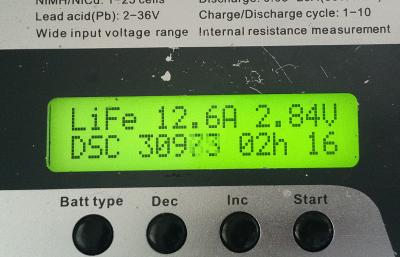 Lead acid(Pb): 2-36V
Charge/Discharge cycle: 1-10
Wide input voltage range
Internal resistance measurement
LiFe 12.6A 2.84V
DSC 02h 16
Batt type
Dec
Inc
Start